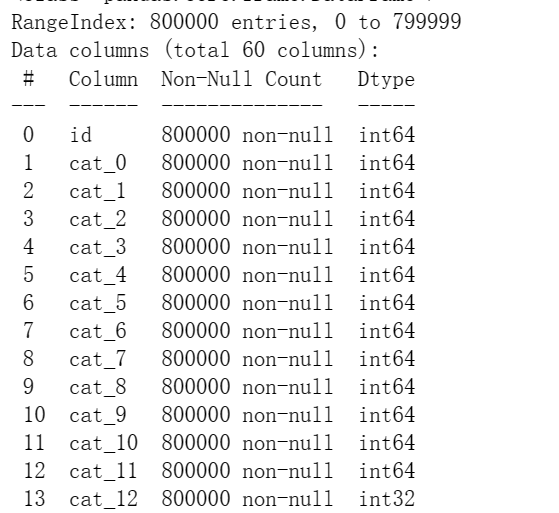 RangeIndex: 800000 entries, 0 to 799999
Data columns (total 60 columns):
 #   Column  Non-Null Count   Dtype
---  ------  --------------   -----
 0   id      800000 non-null  int64
 1   cat_0   800000 non-null  int64
 2   cat_1   800000 non-null  int64
 3   cat_2   800000 non-null  int64
 4   cat_3   800000 non-null  int64
 5   cat_4   800000 non-null  int64
 6   cat_5   800000 non-null  int64
 7   cat_6   800000 non-null  int64
 8   cat_7   800000 non-null  int64
 9   cat_8   800000 non-null  int64
 10  cat_9   800000 non-null  int64
 11  cat_10  800000 non-null  int64
 12  cat_11  800000 non-null  int64
 13  cat_12  800000 non-null  int32